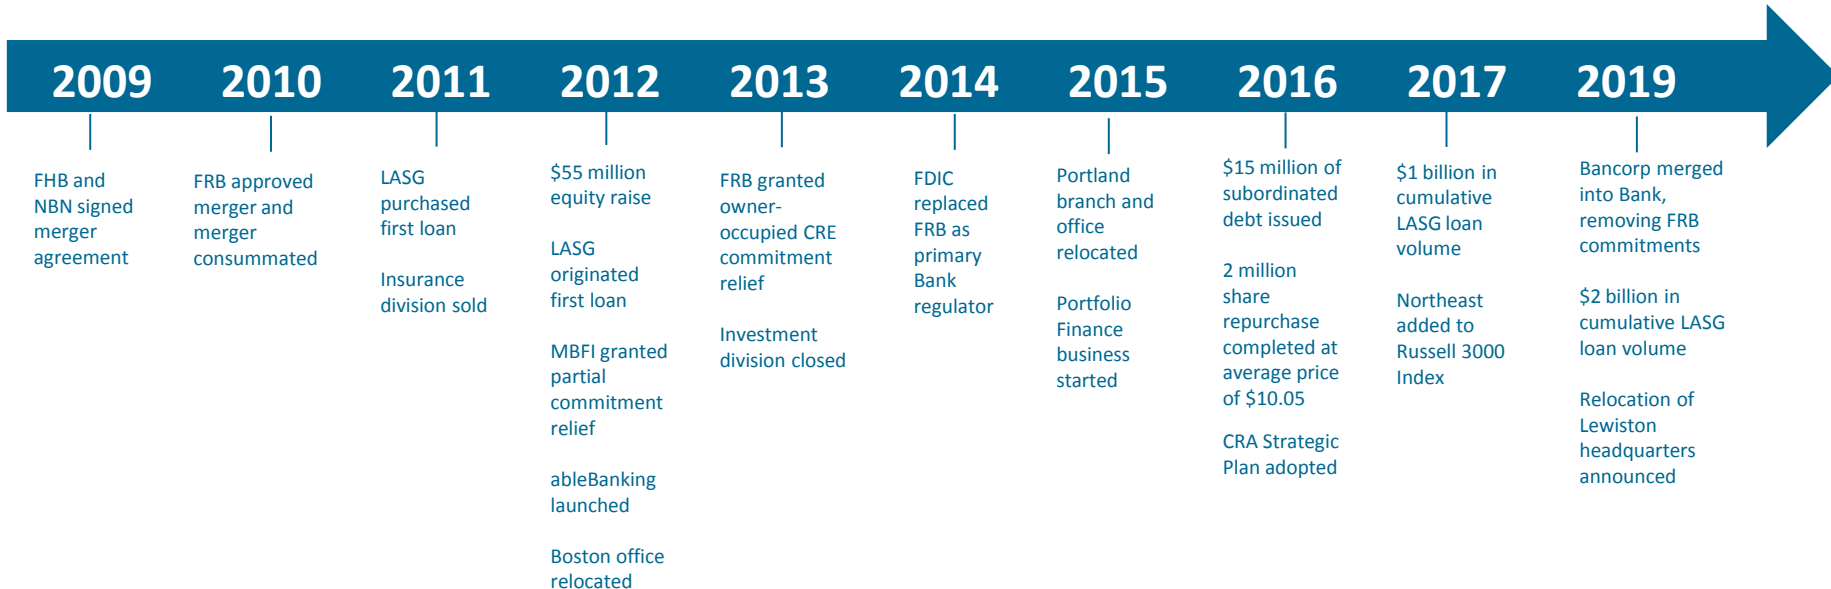 2009
2010
2011
2012
2013
2014
2015
2016
2017
2019
FHB and
NBN signed
merger
agreement
FRB approved
merger and
merger
consummated
LASG
purchased
first loan
Insurance
division sold
$55 million
equity raise
LASG
originated
first loan
MBFI granted
partial
commitment
relief
ableBanking
launched
Boston office
relocated
FRB granted
owner-
occupied CRE
commitment
relief
Investment
division closed
FDIC
replaced
FRB as
primary
Bank
regulator
Portland
branch and
office
relocated
Portfolio
Finance
business
started
$15 million of
subordinated
debt issued
2 million
share
repurchase
completed at
average price
of $10.05
CRA Strategic
Plan adopted
$1 billion in
cumulative
LASG loan
volume
Northeast
added to
Russell 3000
Index
Bancorp merged
into Bank,
removing FRB
commitments
$2 billion in
cumulative LASG
loan volume
Relocation of
Lewiston
headquarters
announced